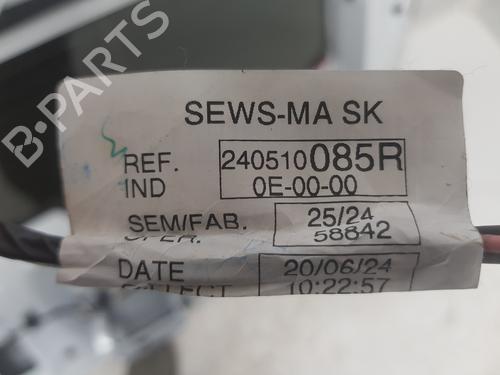 SEWS-MA SK
REF. 240510085R
IND 0E-00-00
SEM/FAB. 25/24
OPER. 58842
DATE 20/06/24
10:22:57
B-PARTS